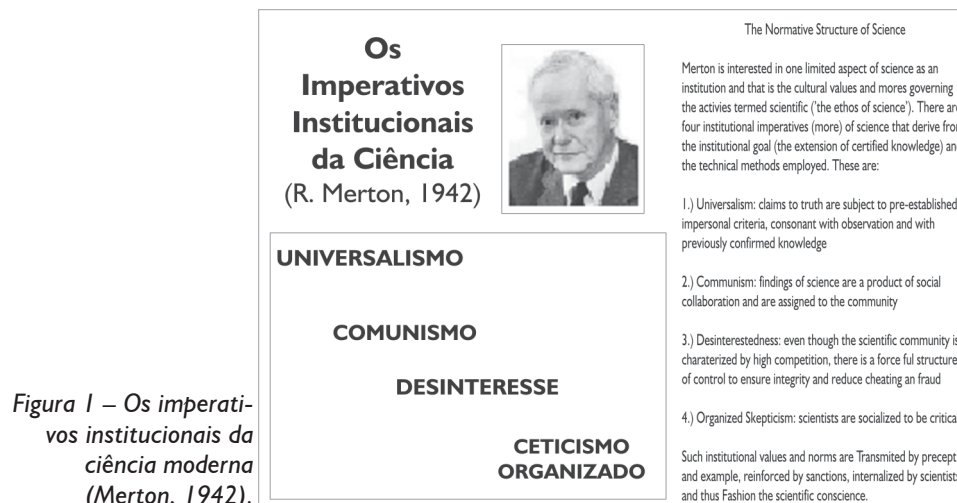 Os
Imperativos
Institucionais
da Ciência
(R. Merton, 1942)
UNIVERSALISMO
COMUNISMO
DESINTERESSE
CETICISMO
ORGANIZADO
The Normative Structure of Science
Merton is interested in one limited aspect of science as an
institution and that is the cultural values and mores governing
the activies termed scientific ('the ethos of science'). There are
four institutional imperatives (more) of science that derive from
the institutional goal (the extension of certified knowledge) and
the technical methods employed. These are:
1.) Universalism: claims to truth are subject to pre-established
impersonal criteria, consonant with observation and with
previously confirmed knowledge
2.) Communism: findings of science are a product of social
collaboration and are assigned to the community
3.) Desinterestedness: even though the scientific community is
charaterized by high competition, there is a force ful structure
of control to ensure integrity and reduce cheating an fraud
4.) Organized Skepticism: scientists are socialized to be critical
Such institutional values and norms are Transmited by precept
and example, reinforced by sanctions, internalized by scientists
and thus Fashion the scientific conscience.
Figura 1 – Os imperati-
vos institucionais da
ciência moderna
(Merton, 1942).